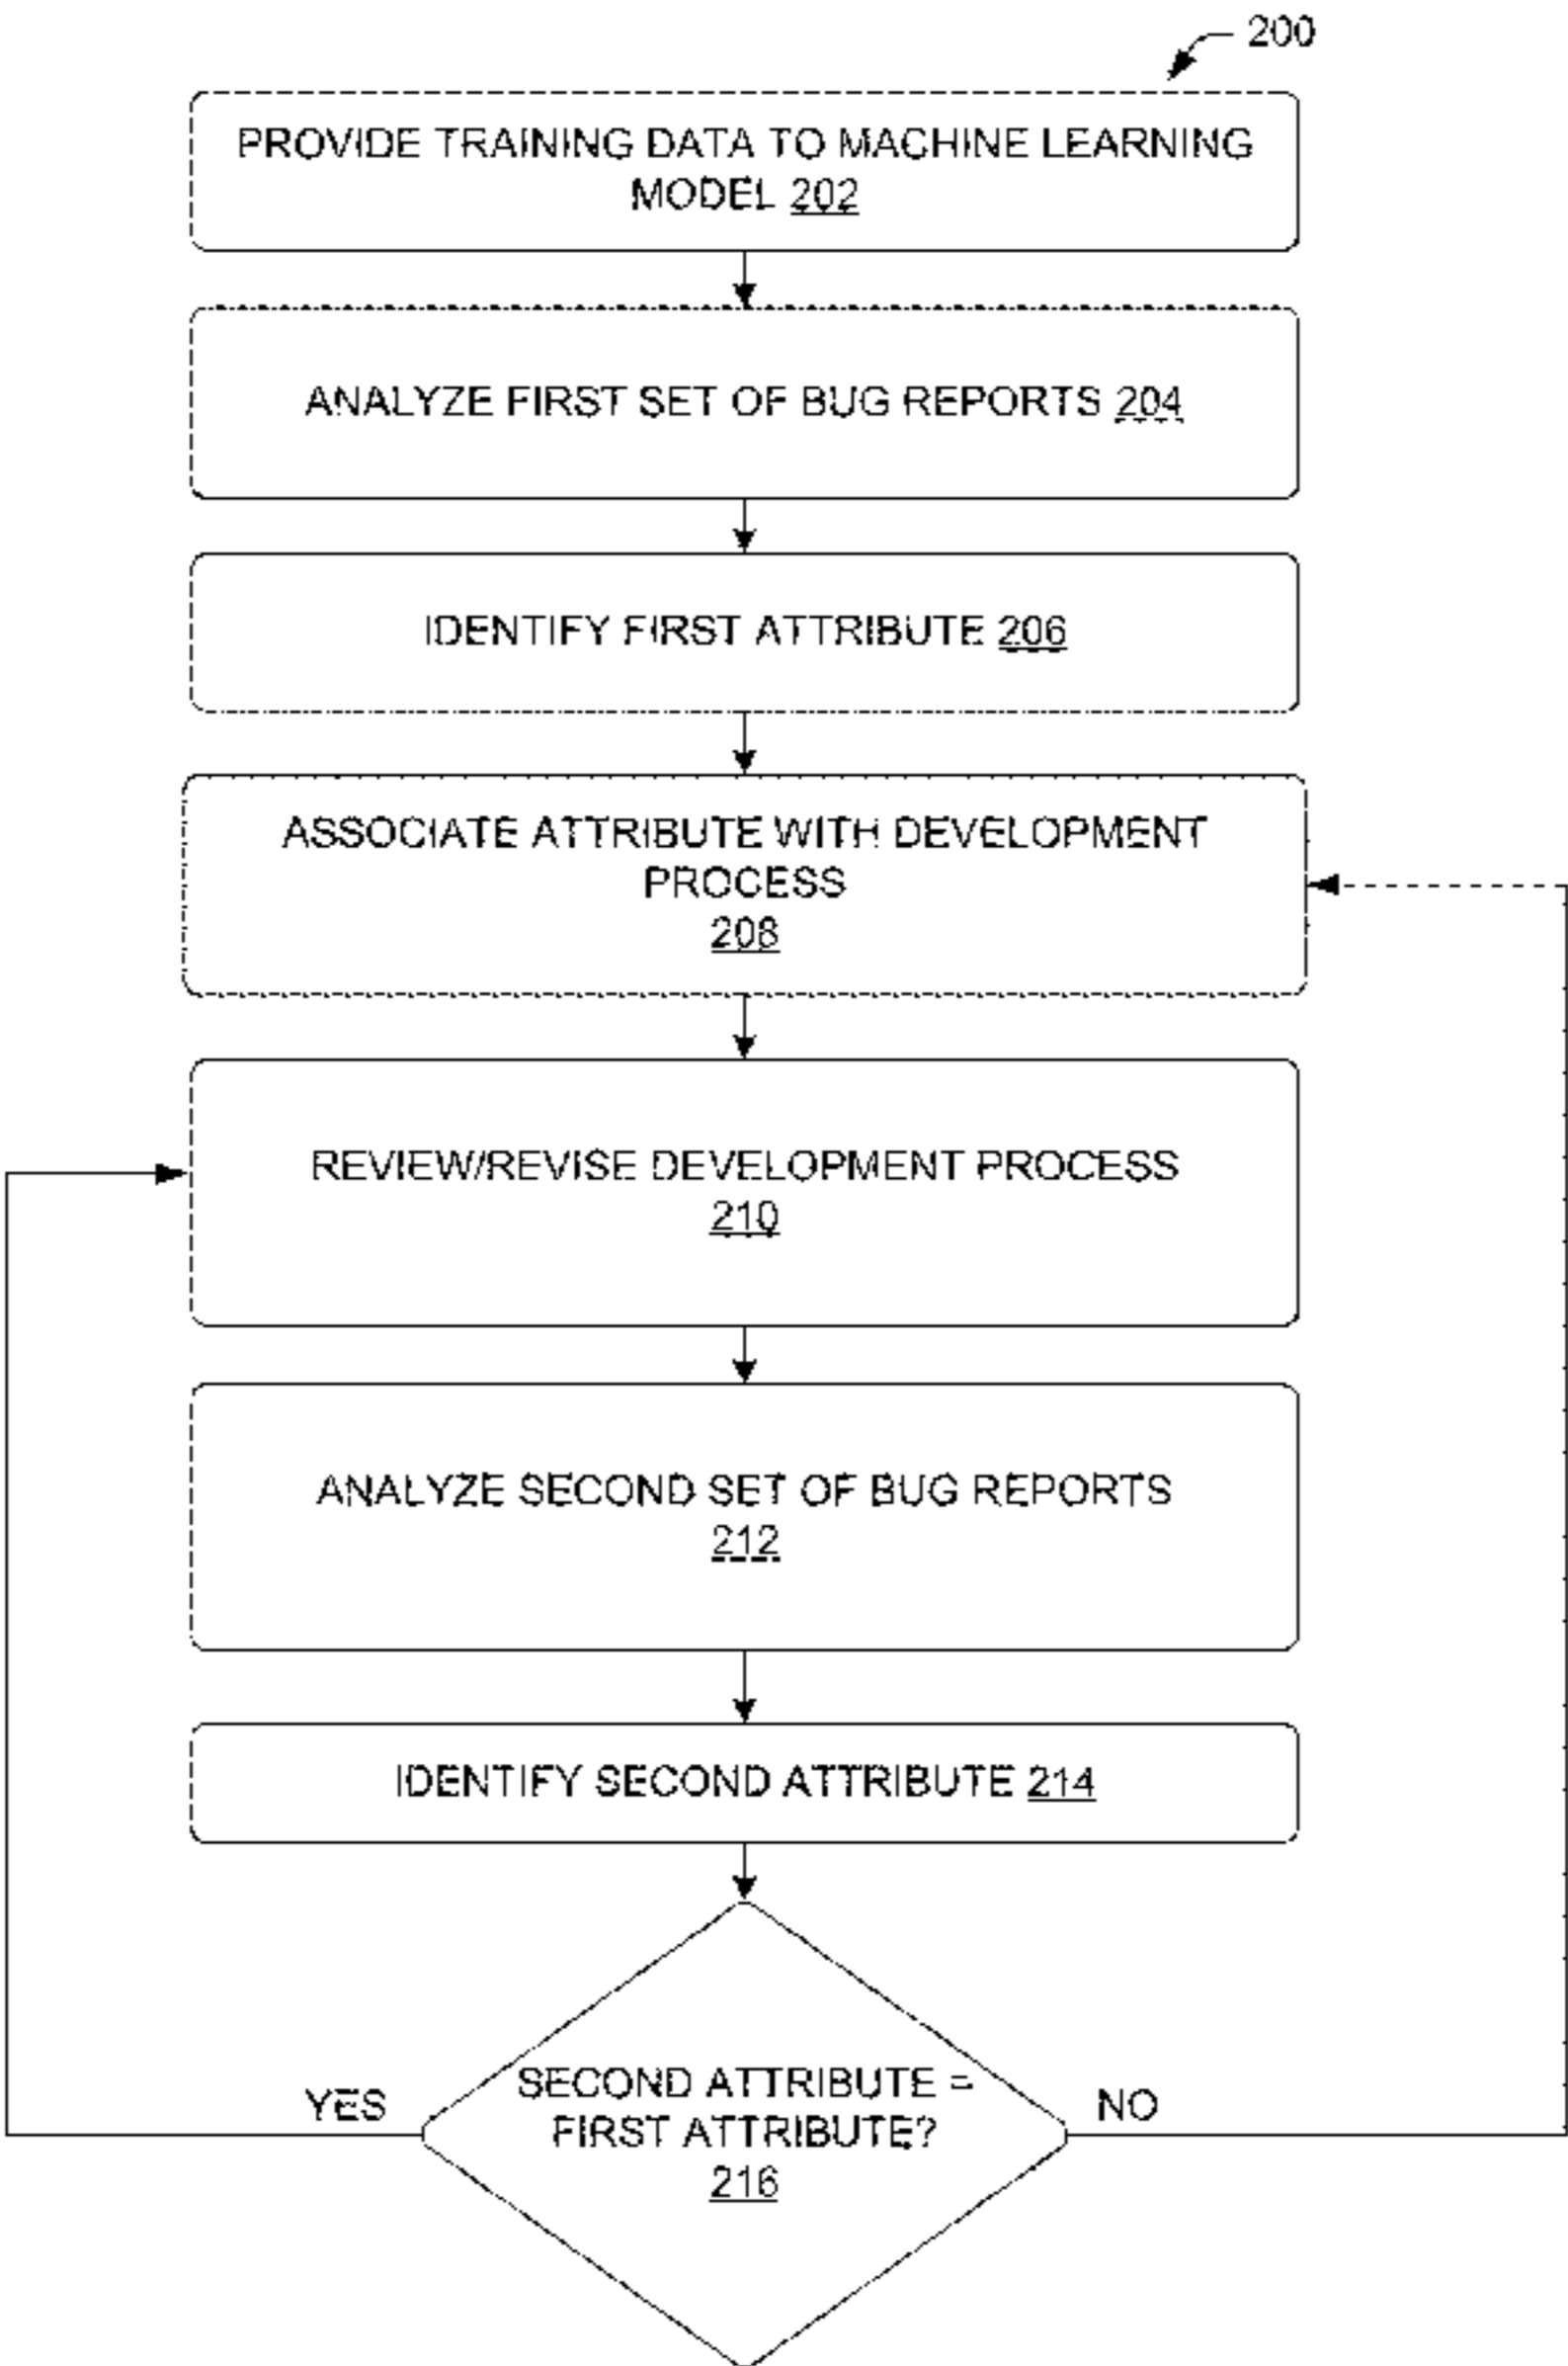 200
PROVIDE TRAINING DATA TO MACHINE LEARNING
MODEL 202
ANALYZE FIRST SET OF BUG REPORTS 204
IDENTIFY FIRST ATTRIBUTE 206
ASSOCIATE ATTRIBUTE WITH DEVELOPMENT
PROCESS
208
REVIEW/REVISE DEVELOPMENT PROCESS
210
ANALYZE SECOND SET OF BUG REPORTS
212
IDENTIFY SECOND ATTRIBUTE 214
YES
SECOND ATTRIBUTE =
FIRST ATTRIBUTE?
216
NO